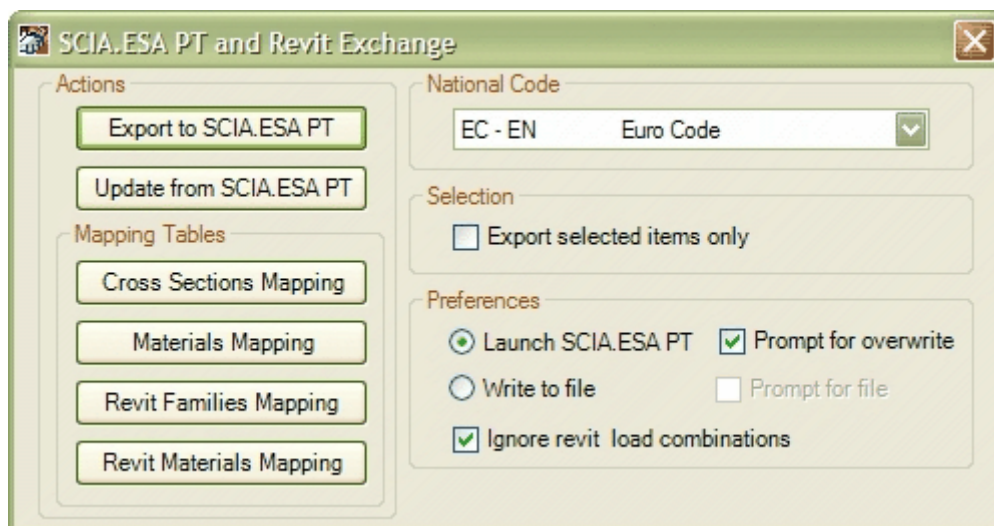 SCIA.ESA PT and Revit Exchange
Actions
Export to SCIA.ESA PT
Update from SCIA.ESA PT
Mapping Tables
Cross Sections Mapping
Materials Mapping
Revit Families Mapping
Revit Materials Mapping
National Code
EC - EN Euro Code
Selection
Export selected items only
Preferences
Launch SCIA.ESA PT Prompt for overwrite
Write to file Prompt for file
Ignore revit load combinations